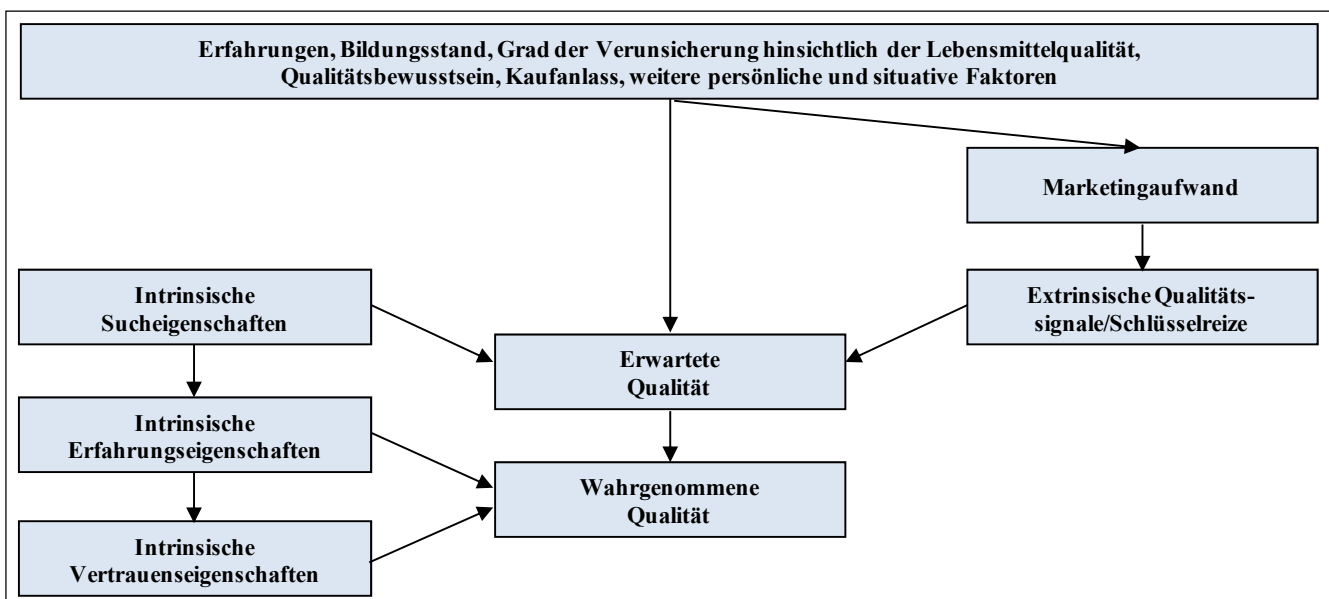 Erfahrungen, Bildungsstand, Grad der Verunsicherung hinsichtlich der Lebensmittelqualität,
Qualitätsbewusstsein, Kaufanlass, weitere persönliche und situative Faktoren
Marketingaufwand
Intrinsische
Sucheigenschaften
Extrinsische Qualitäts-
signale/Schlüsselreize
Erwartete
Qualität
Intrinsische
Erfahrungseigenschaften
Wahrgenommene
Qualität
Intrinsische
Vertrauenseigenschaften